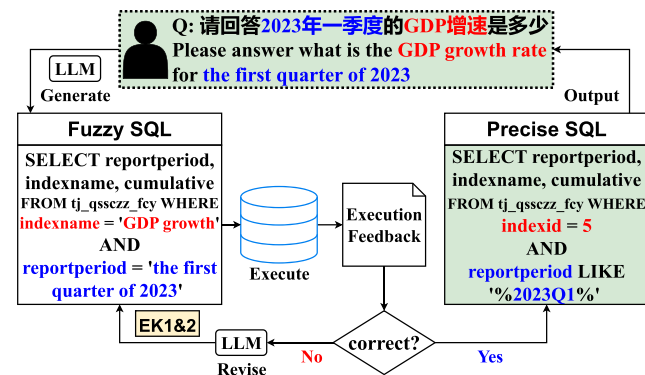 Q: 请回答2023年一季度的GDP增速是多少
Please answer what is the GDP growth rate
for the first quarter of 2023
LLM
Generate
Output
Fuzzy SQL
SELECT reportperiod,
indexname, cumulative
FROM tj_qssczz_fcy WHERE
indexname = 'GDP growth'
AND
reportperiod = 'the first
quarter of 2023'
Execute
Execution
Feedback
Precise SQL
SELECT reportperiod,
indexname, cumulative
FROM tj_qssczz_fcy WHERE
indexid = 5
AND
reportperiod LIKE
'%2023Q1%'
EK1&2
LLM
Revise
No
correct?
Yes